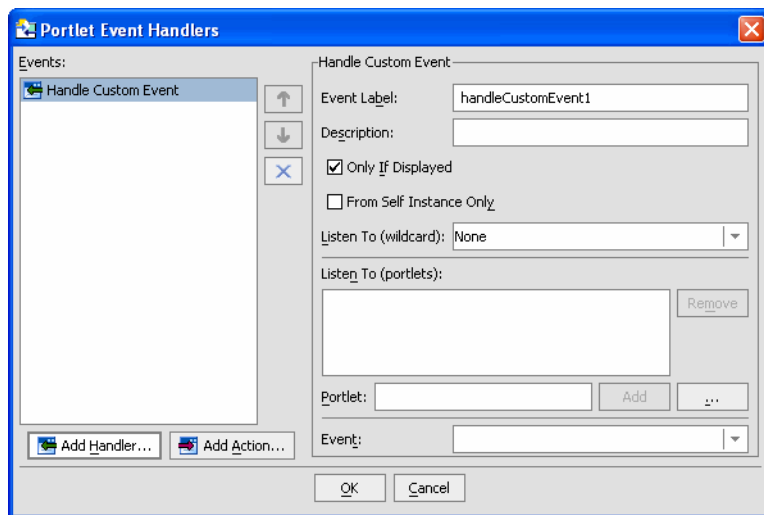 Portlet Event Handlers
Events:
Handle Custom Event
Add Handler...
Add Action...
Handle Custom Event
Event Label: handleCustomEvent1
Description:
Only If Displayed
From Self Instance Only
Listen To (wildcard): None
Listen To (portlets):
Remove
Portlet: Add ...
Event:
OK Cancel